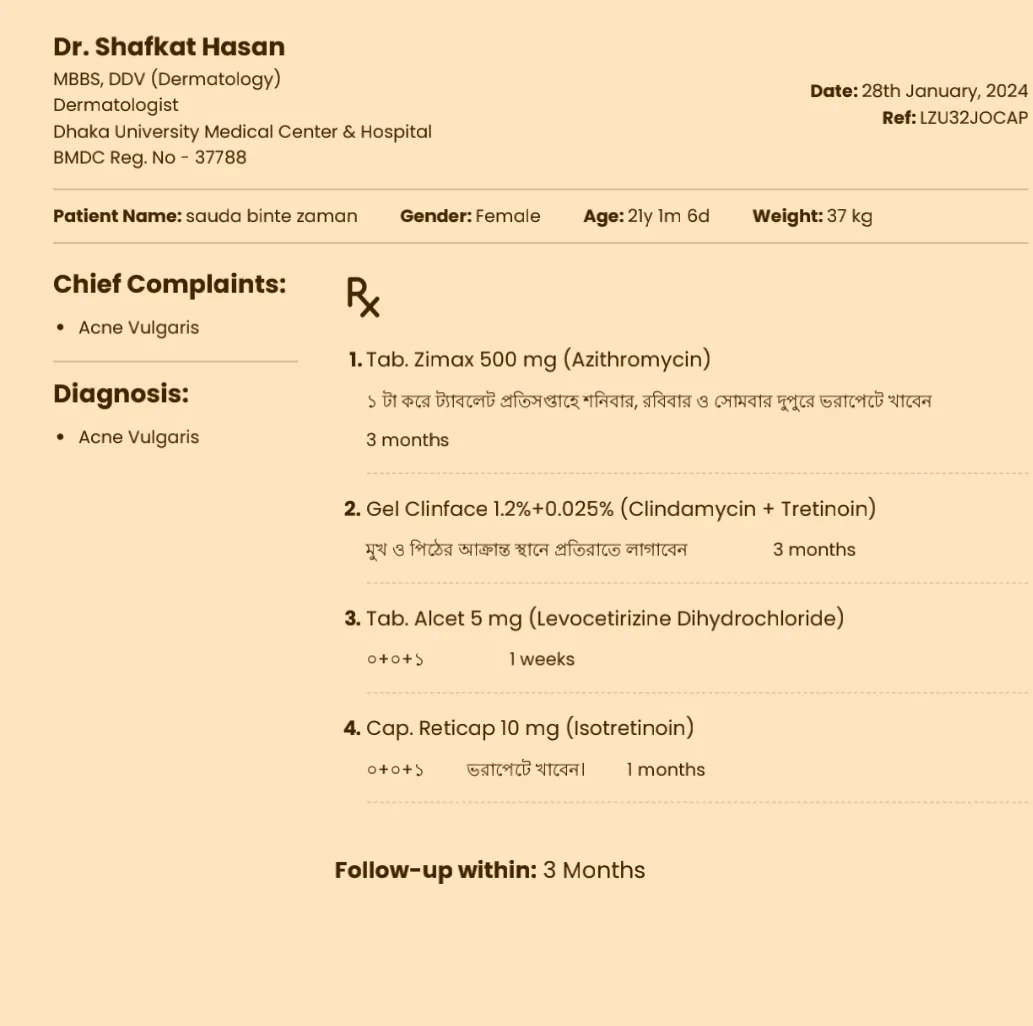 Dr. Shafkat Hasan
MBBS, DDV (Dermatology)
Dermatologist
Dhaka University Medical Center & Hospital
BMDC Reg. No - 37788
Date: 28th January, 2024
Ref: LZU32JOCAP
Patient Name: sauda binte zaman Gender: Female Age: 21y 1m 6d Weight: 37 kg
Chief Complaints:
• Acne Vulgaris
Diagnosis:
• Acne Vulgaris
Rx
1. Tab. Zimax 500 mg (Azithromycin)
১ টা করে ট্যাবলেট প্রতিসপ্তাহে শনিবার, রবিবার ও সোমবার দুপুরে ভরাপেটে খাবেন
3 months
2. Gel Clinface 1.2%+0.025% (Clindamycin + Tretinoin)
মুখ ও পিঠের আক্রান্ত স্থানে প্রতিরাতে লাগাবেন 3 months
3. Tab. Alcet 5 mg (Levocetirizine Dihydrochloride)
০+০+১ 1 weeks
4. Cap. Reticap 10 mg (Isotretinoin)
০+০+১ ভরাপেটে খাবেন। 1 months
Follow-up within: 3 Months